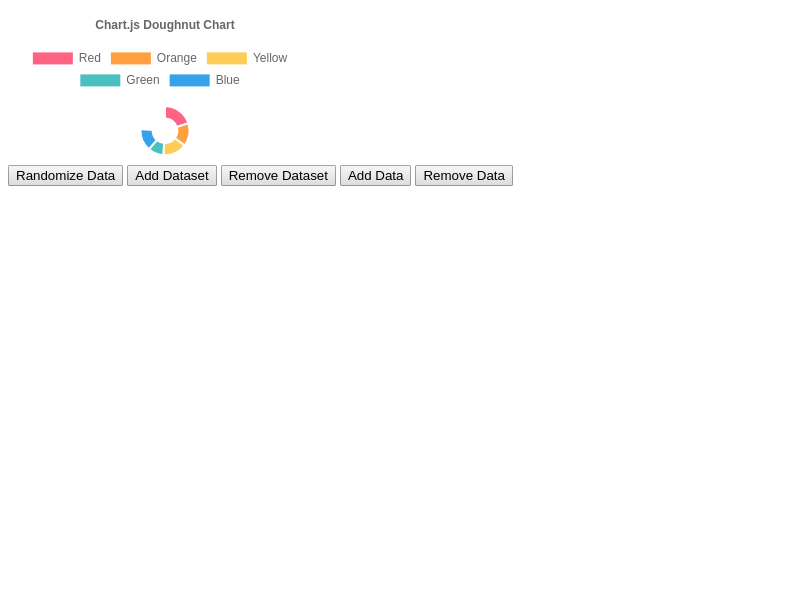 Chart.js Doughnut Chart
Red Orange Yellow
Green Blue
Randomize Data Add Dataset Remove Dataset Add Data Remove Data